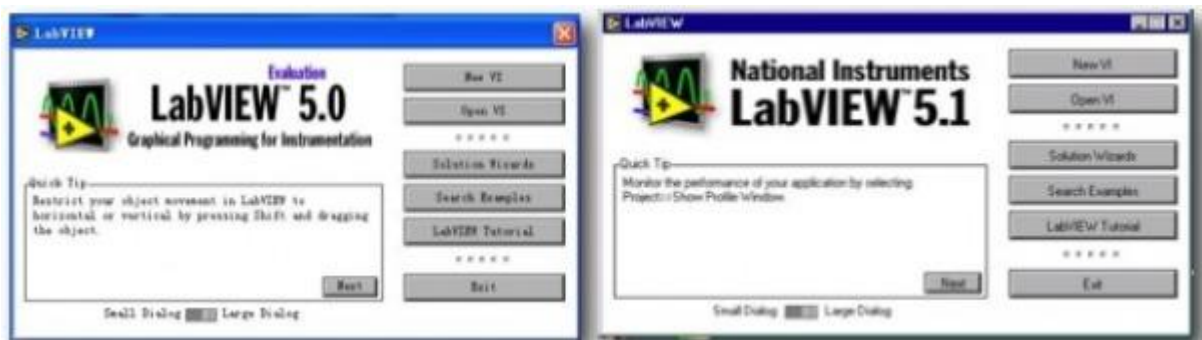 LabVIEW
Evaluation
LabVIEW™ 5.0
Graphical Programming for Instrumentation
New VI
Open VI
Solution Wizards
Search Examples
LabVIEW Tutorial
Exit
Quick Tip
Restrict your object movement in LabVIEW to
horizontal or vertical by pressing Shift and dragging
the object.
Next
Small Dialog Large Dialog
LabVIEW
National Instruments
LabVIEW™ 5.1
New VI
Open VI
Solution Wizards
Search Examples
LabVIEW Tutorial
Exit
Quick Tip
Monitor the performance of your application by selecting
Project>>Show Profile Window.
Next
Small Dialog Large Dialog